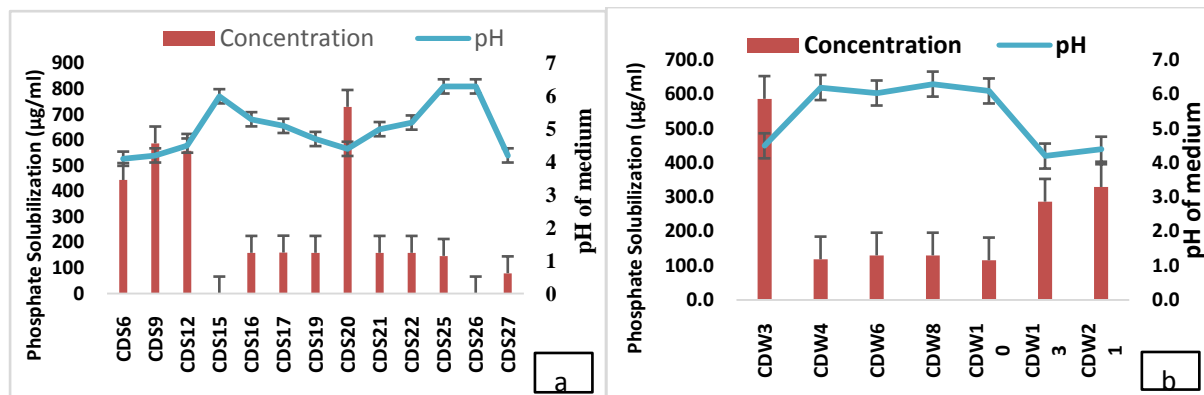 Concentration pH
Phosphate Solubilization (µg/ml)
900
800
700
600
500
400
300
200
100
0
7
6
5
4
3
2
1
0
pH of medium
CDS6
CDS9
CDS12
CDS15
CDS16
CDS17
CDS19
CDS20
CDS21
CDS22
CDS25
CDS26
CDS27
a
Concentration pH
Phosphate Solubilization (µg/ml)
700.0
600.0
500.0
400.0
300.0
200.0
100.0
0.0
7.0
6.0
5.0
4.0
3.0
2.0
1.0
0.0
pH of medium
CDW3
CDW4
CDW6
CDW8
CDW1
0
CDW1
3
CDW2
1
b